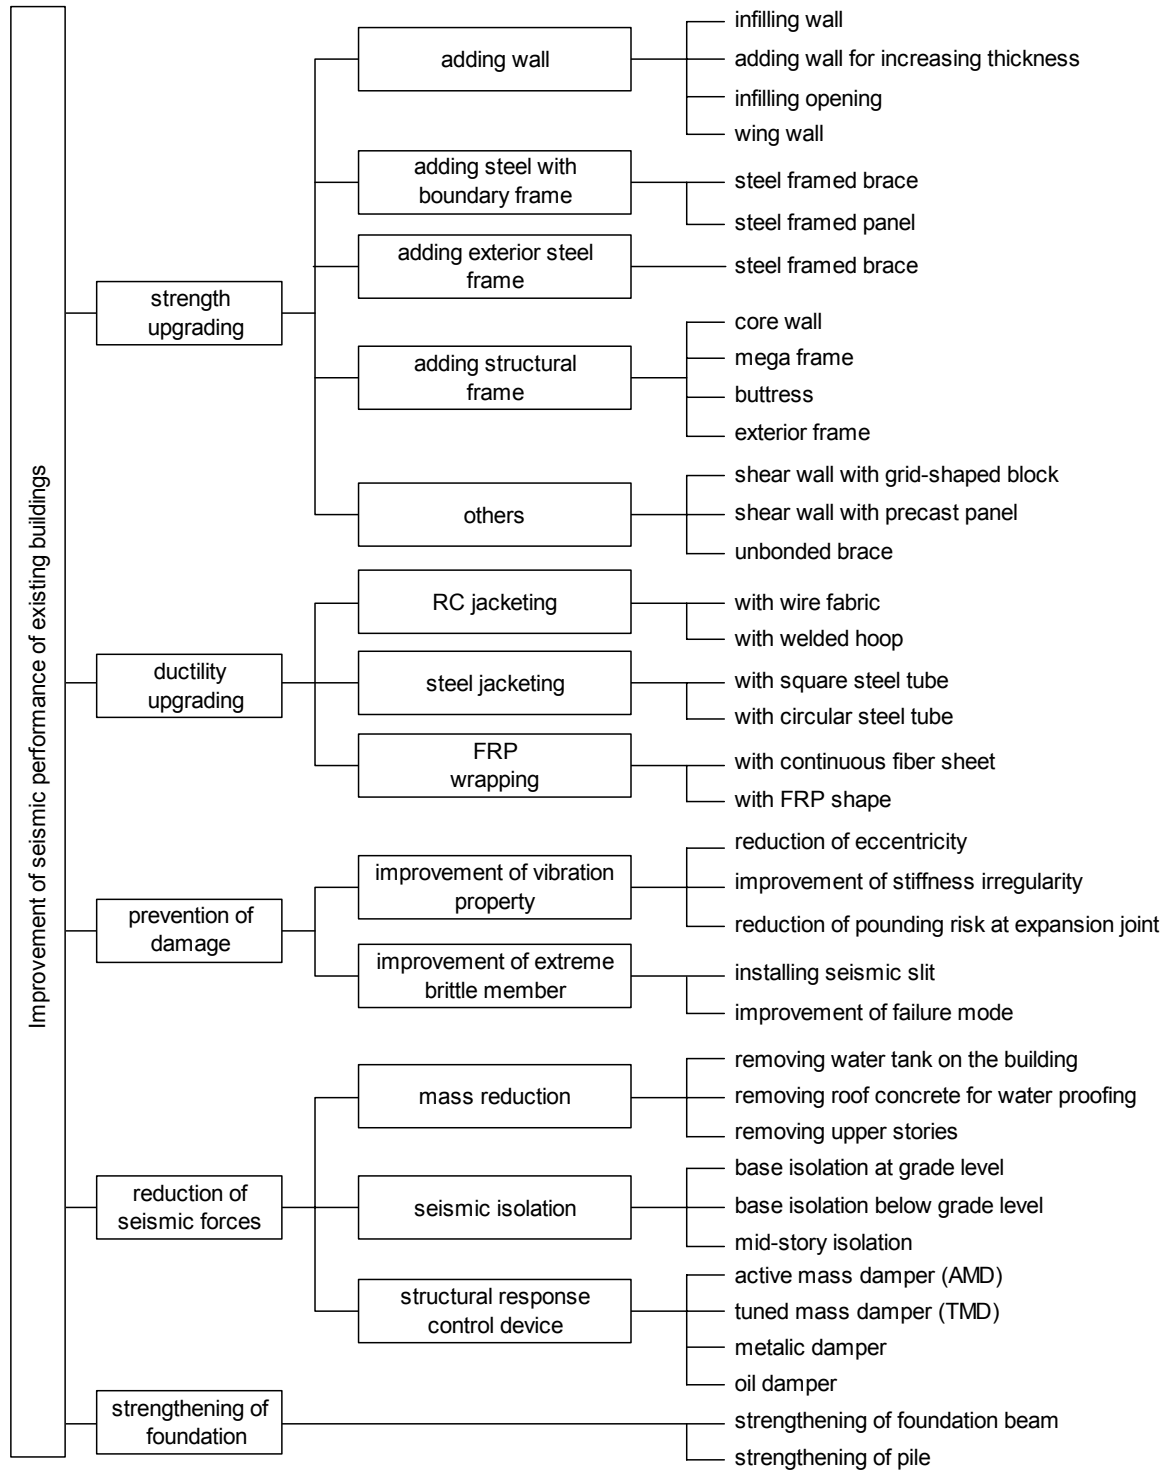 Improvement of seismic performance of existing buildings
strength
upgrading
adding wall
infilling wall
adding wall for increasing thickness
infilling opening
wing wall
adding steel with
boundary frame
steel framed brace
steel framed panel
adding exterior steel
frame
steel framed brace
adding structural
frame
core wall
mega frame
buttress
exterior frame
others
shear wall with grid-shaped block
shear wall with precast panel
unbonded brace
ductility
upgrading
RC jacketing
with wire fabric
with welded hoop
steel jacketing
with square steel tube
with circular steel tube
FRP
wrapping
with continuous fiber sheet
with FRP shape
prevention of
damage
improvement of vibration
property
reduction of eccentricity
improvement of stiffness irregularity
reduction of pounding risk at expansion joint
improvement of extreme
brittle member
installing seismic slit
improvement of failure mode
reduction of
seismic forces
mass reduction
removing water tank on the building
removing roof concrete for water proofing
removing upper stories
seismic isolation
base isolation at grade level
base isolation below grade level
mid-story isolation
structural response
control device
active mass damper (AMD)
tuned mass damper (TMD)
metalic damper
oil damper
strengthening of
foundation
strengthening of foundation beam
strengthening of pile